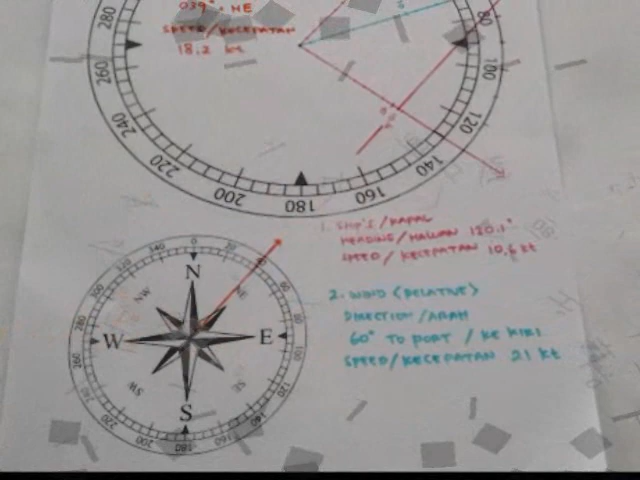 039° · NE
SPEED/KECEPATAN
18.2 kt
280
260
240
220
200
180
160
140
120
100
80
1. SHIP'S/KAPAL
HEADING/HALUAN 120.1°
SPEED/KECEPATAN 10.6 kt
2. WIND (RELATIVE)
DIRECTION/ARAH
60° TO PORT / KE KIRI
SPEED/KECEPATAN 21 kt
N
NW
NE
W
E
SW
SE
S